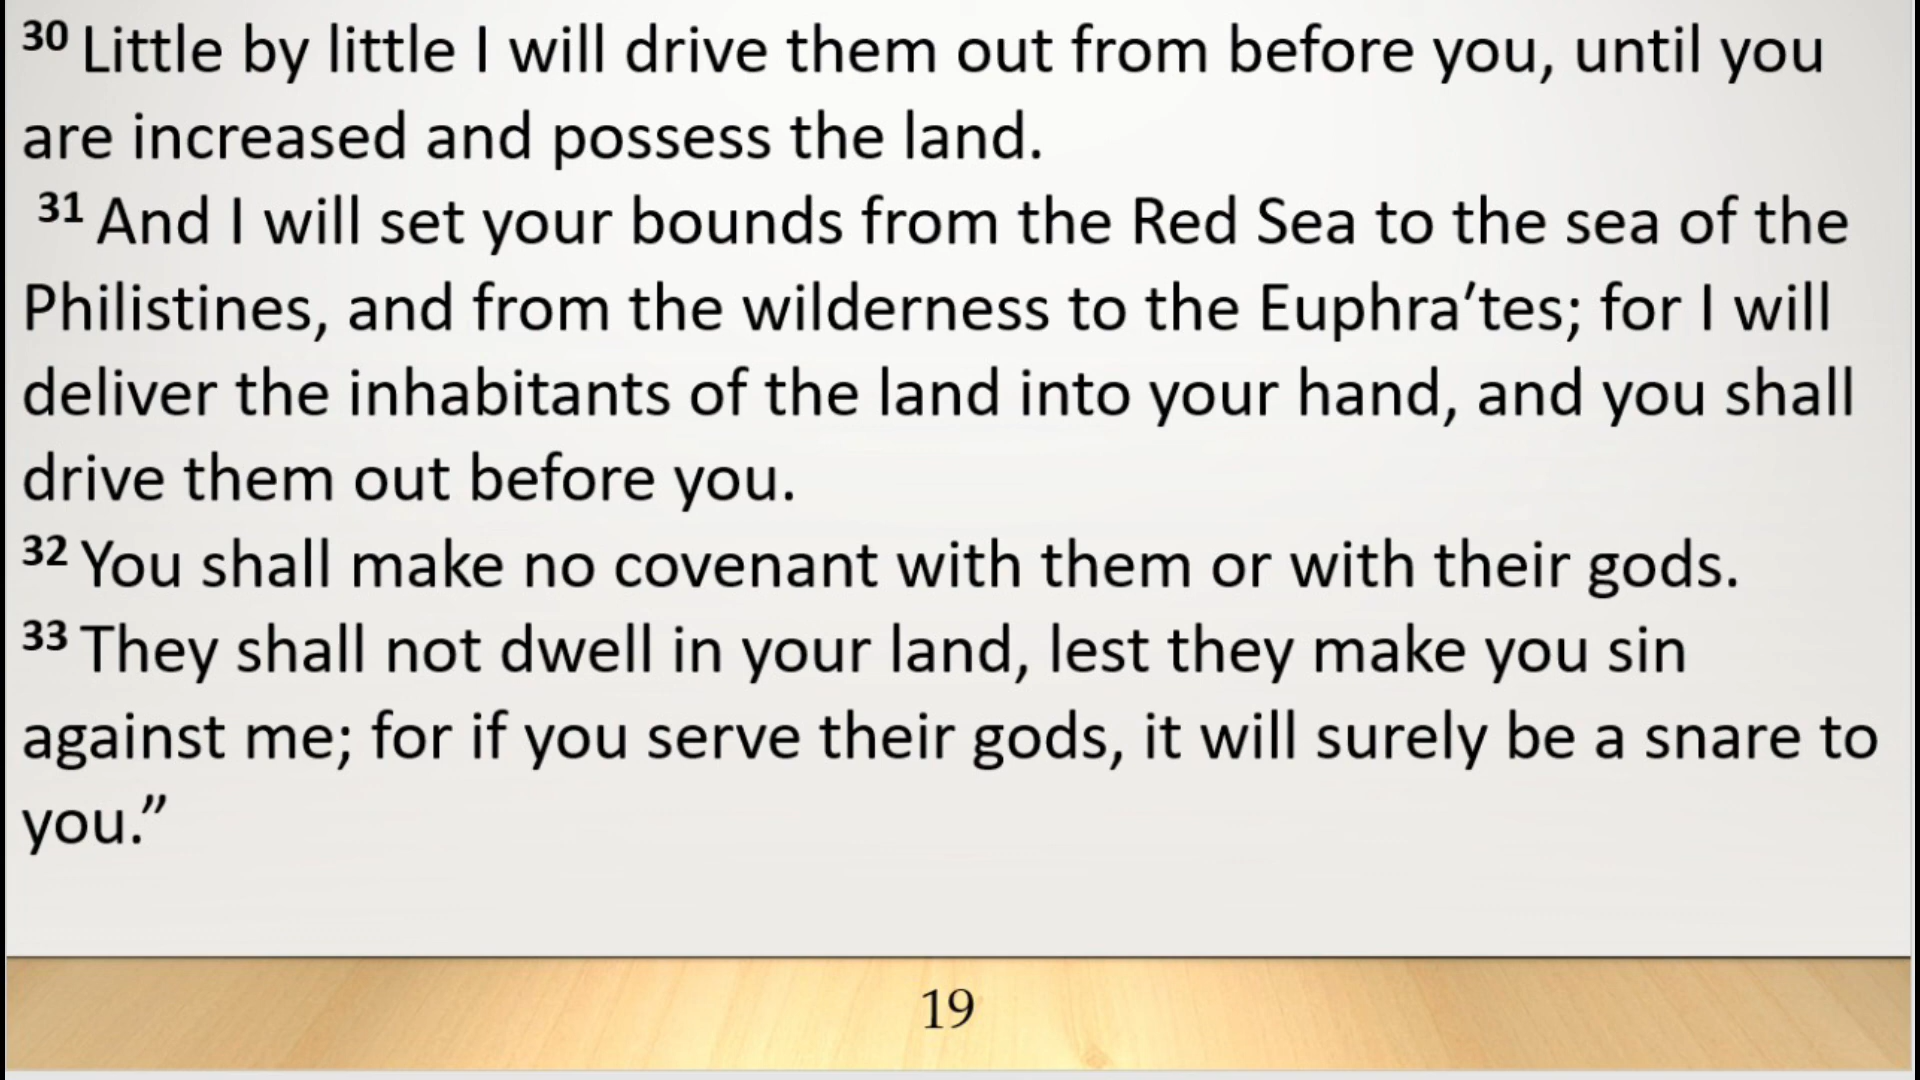 30 Little by little I will drive them out from before you, until you
are increased and possess the land.
31 And I will set your bounds from the Red Sea to the sea of the
Philistines, and from the wilderness to the Euphra′tes; for I will
deliver the inhabitants of the land into your hand, and you shall
drive them out before you.
32 You shall make no covenant with them or with their gods.
33 They shall not dwell in your land, lest they make you sin
against me; for if you serve their gods, it will surely be a snare to
you.”
19